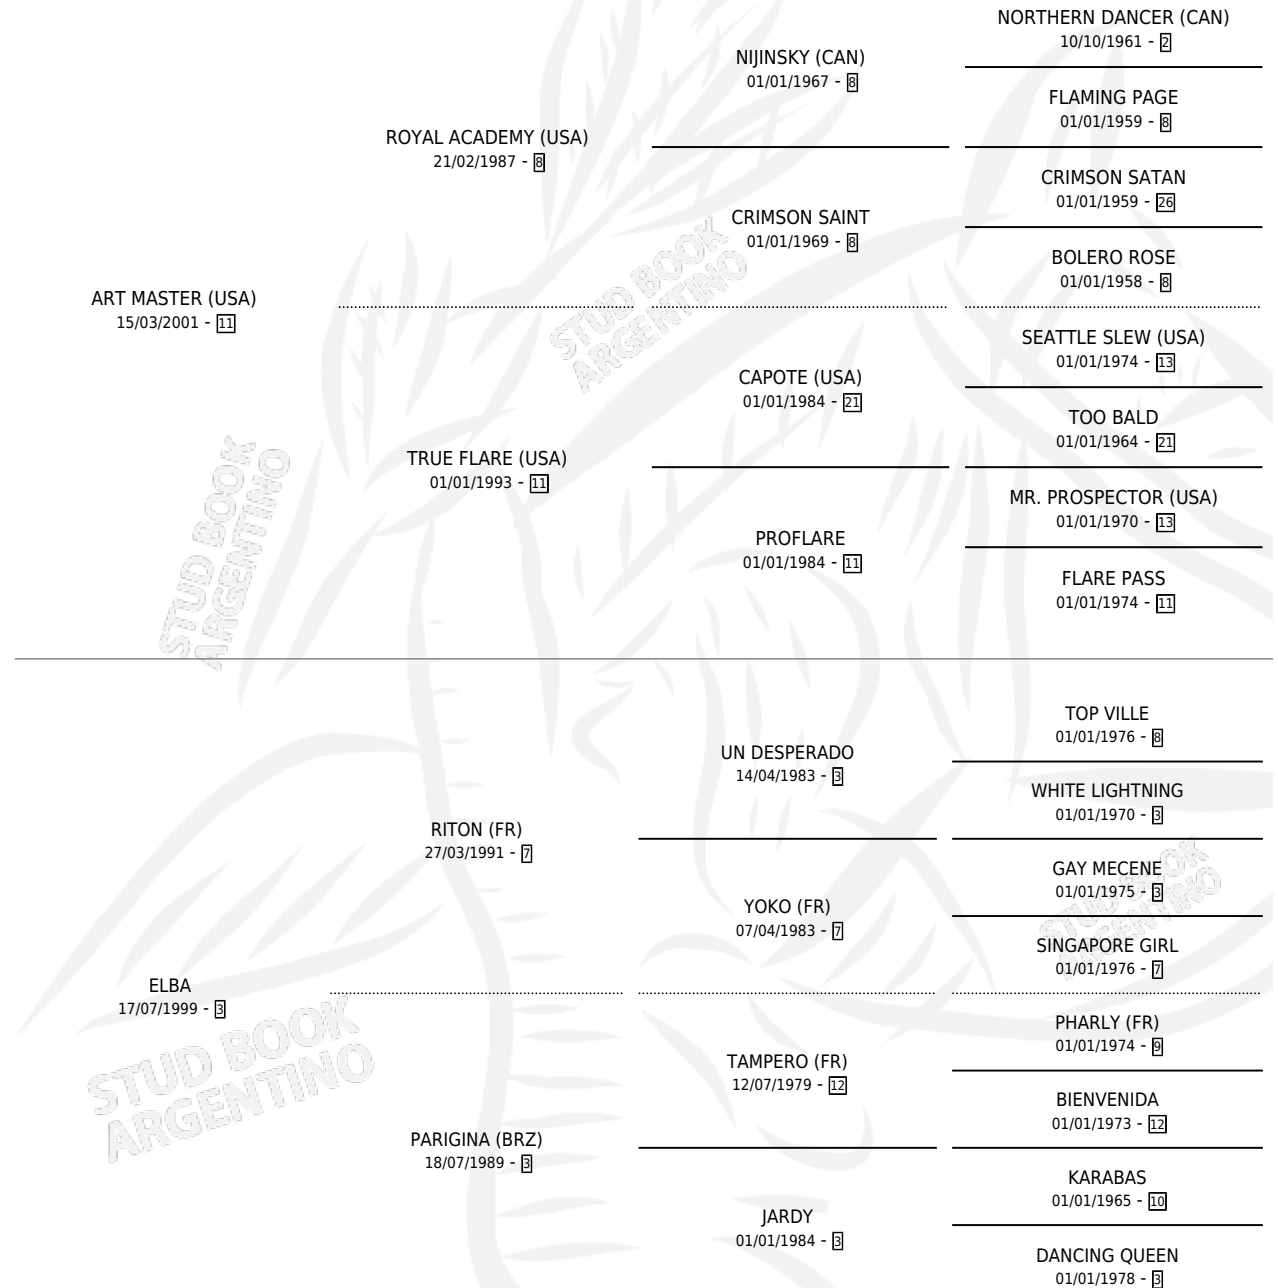 NORTHERN DANCER (CAN)
10/10/1961 - 2
NIJINSKY (CAN)
01/01/1967 - 8
FLAMING PAGE
01/01/1959 - 8
ROYAL ACADEMY (USA)
21/02/1987 - 8
CRIMSON SATAN
01/01/1959 - 26
CRIMSON SAINT
01/01/1969 - 8
BOLERO ROSE
01/01/1958 - 8
ART MASTER (USA)
15/03/2001 - 11
STUD BOOK
ARGENTINO
SEATTLE SLEW (USA)
01/01/1974 - 13
CAPOTE (USA)
01/01/1984 - 21
TOO BALD
01/01/1964 - 21
TRUE FLARE (USA)
01/01/1993 - 11
MR. PROSPECTOR (USA)
01/01/1970 - 13
PROFLARE
01/01/1984 - 11
FLARE PASS
01/01/1974 - 11
STUD BOOK
ARGENTINO
TOP VILLE
01/01/1976 - 8
UN DESPERADO
14/04/1983 - 3
WHITE LIGHTNING
01/01/1970 - 3
RITON (FR)
27/03/1991 - 7
GAY MECENE
01/01/1975 - 3
YOKO (FR)
07/04/1983 - 7
STUD BOOK
ARGENTINO
SINGAPORE GIRL
01/01/1976 - 7
ELBA
17/07/1999 - 3
STUD BOOK
ARGENTINO
PHARLY (FR)
01/01/1974 - 9
TAMPERO (FR)
12/07/1979 - 12
BIENVENIDA
01/01/1973 - 12
PARIGINA (BRZ)
18/07/1989 - 3
KARABAS
01/01/1965 - 10
JARDY
01/01/1984 - 3
DANCING QUEEN
01/01/1978 - 3